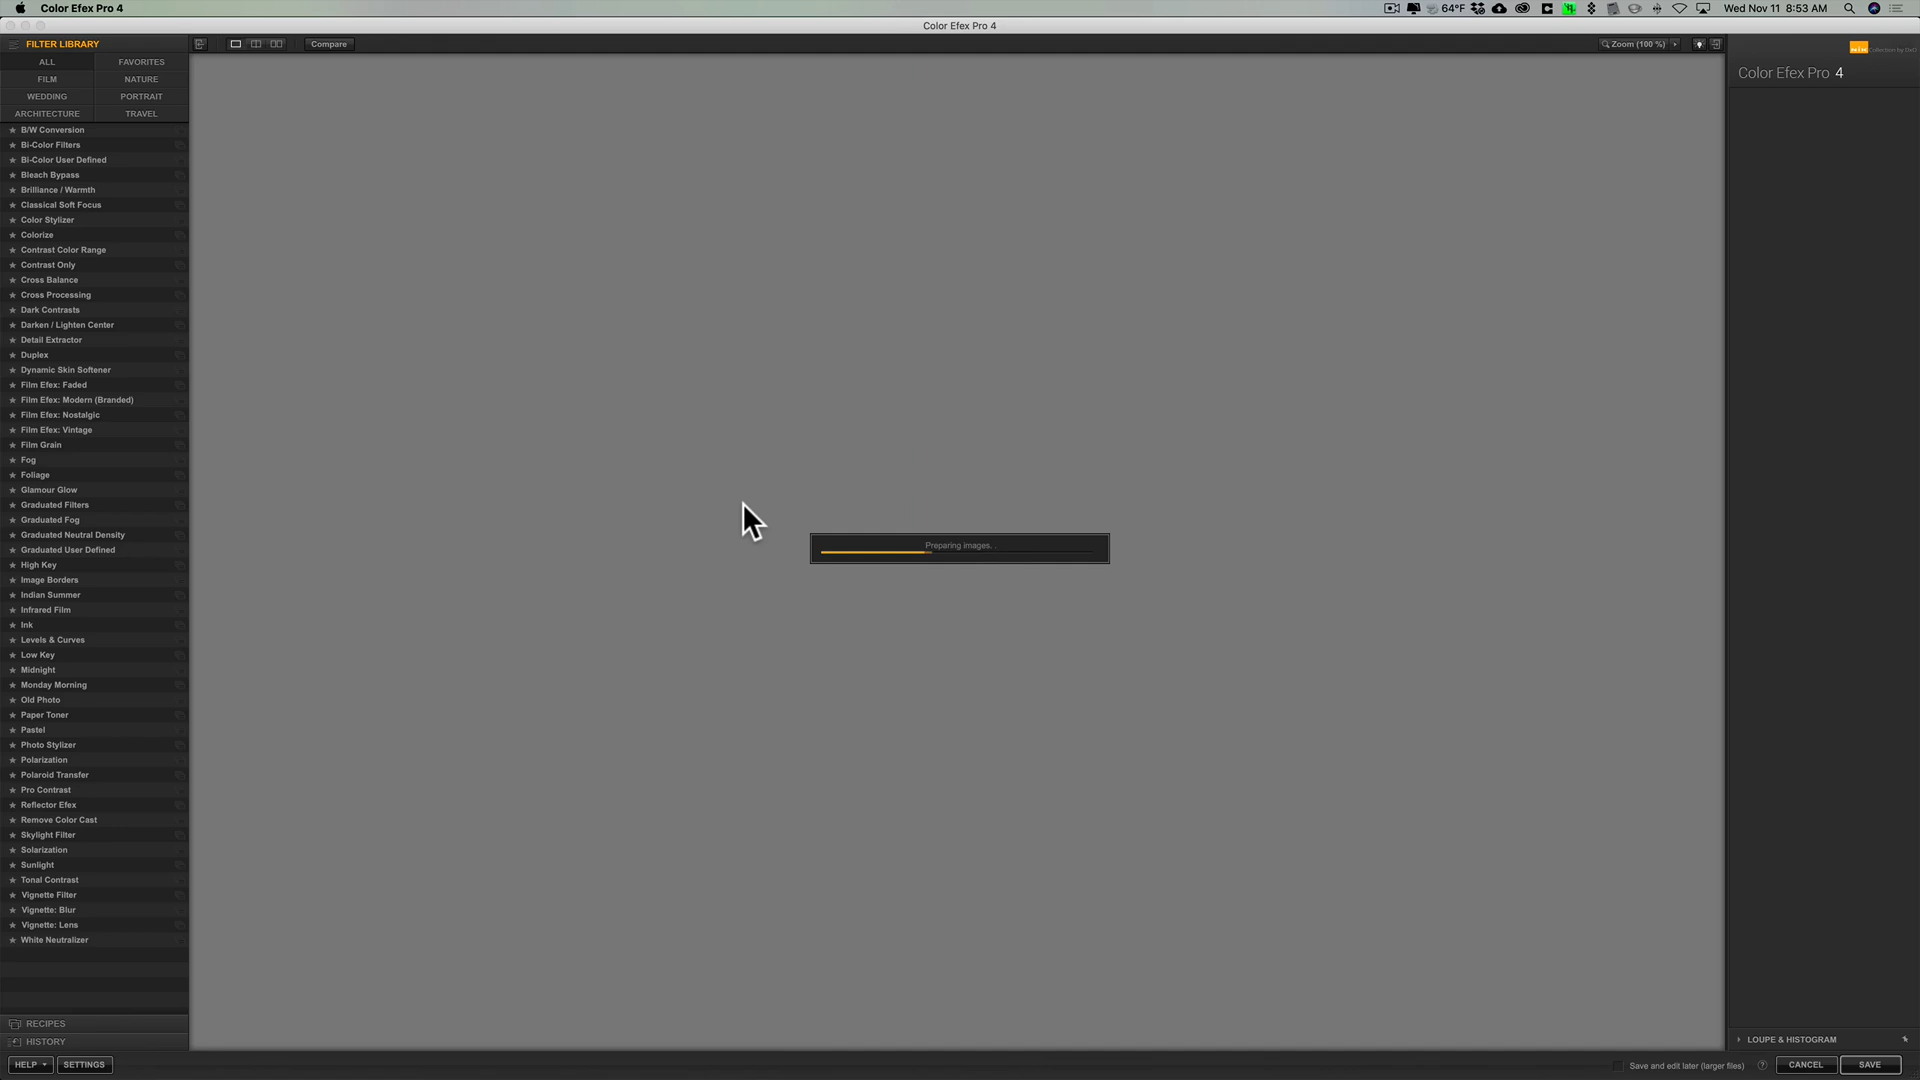 Color Efex Pro 4
64°F
Wed Nov 11 8:53 AM
Color Efex Pro 4
FILTER LIBRARY
Compare
Zoom (100 %)
Collection by DxO
Color Efex Pro 4
ALL
FAVORITES
FILM
NATURE
WEDDING
PORTRAIT
ARCHITECTURE
TRAVEL
B/W Conversion
Bi-Color Filters
Bi-Color User Defined
Bleach Bypass
Brilliance / Warmth
Classical Soft Focus
Color Stylizer
Colorize
Contrast Color Range
Contrast Only
Cross Balance
Cross Processing
Dark Contrasts
Darken / Lighten Center
Detail Extractor
Duplex
Dynamic Skin Softener
Film Efex: Faded
Film Efex: Modern (Branded)
Film Efex: Nostalgic
Film Efex: Vintage
Film Grain
Fog
Foliage
Glamour Glow
Graduated Filters
Graduated Fog
Graduated Neutral Density
Graduated User Defined
High Key
Image Borders
Indian Summer
Infrared Film
Ink
Levels & Curves
Low Key
Midnight
Monday Morning
Old Photo
Paper Toner
Pastel
Photo Stylizer
Polarization
Polaroid Transfer
Pro Contrast
Reflector Efex
Remove Color Cast
Skylight Filter
Solarization
Sunlight
Tonal Contrast
Vignette Filter
Vignette: Blur
Vignette: Lens
White Neutralizer
Preparing images. .
RECIPES
HISTORY
LOUPE & HISTOGRAM
HELP
SETTINGS
Save and edit later (larger files)
?
CANCEL
SAVE